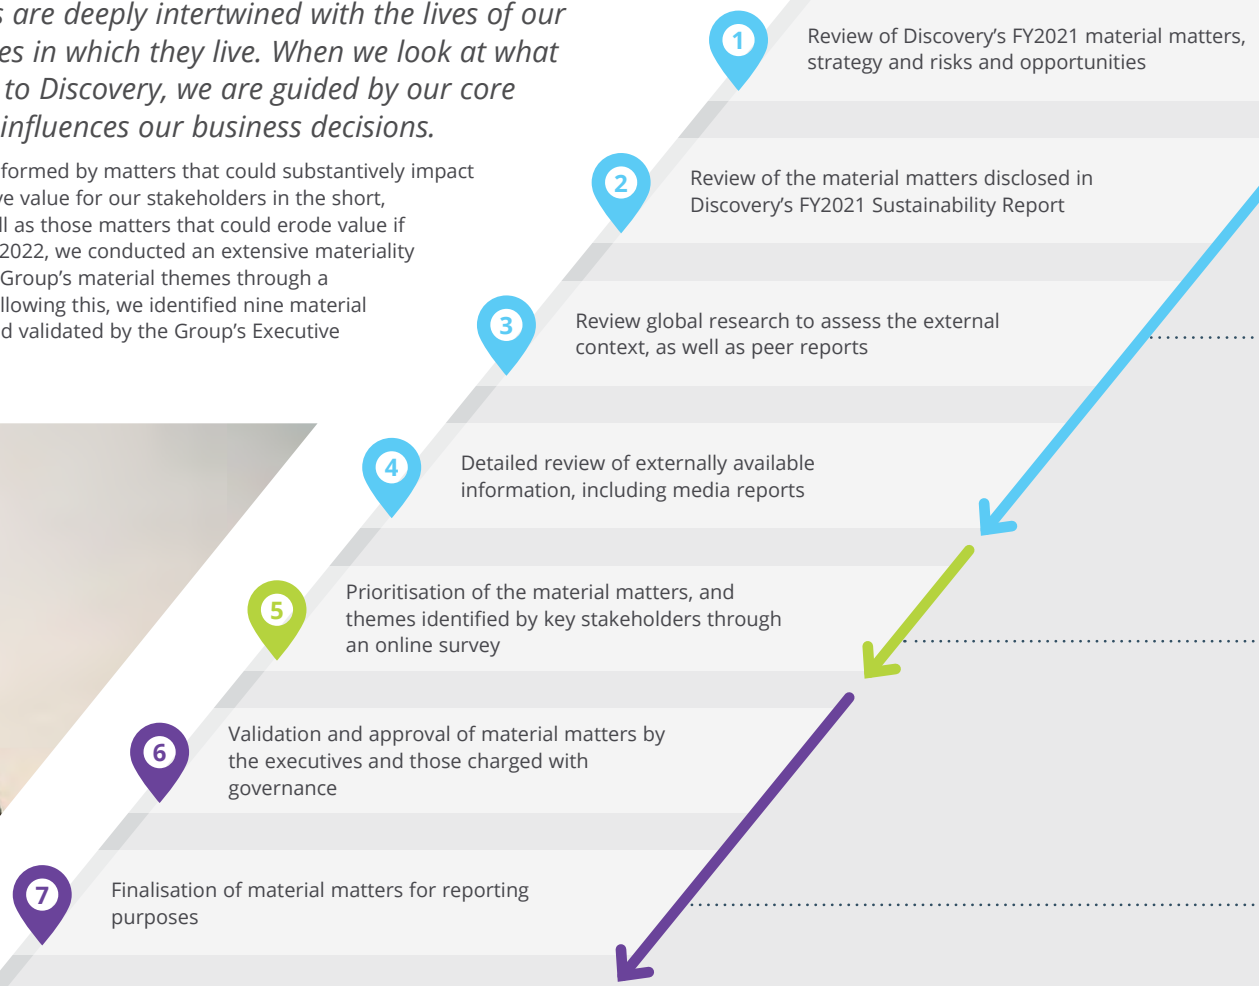 s are deeply intertwined with the lives of our
es in which they live. When we look at what
to Discovery, we are guided by our core
influences our business decisions.
formed by matters that could substantively impact
ve value for our stakeholders in the short,
ll as those matters that could erode value if
2022, we conducted an extensive materiality
Group's material themes through a
llowing this, we identified nine material
d validated by the Group's Executive
1
Review of Discovery's FY2021 material matters,
strategy and risks and opportunities
2
Review of the material matters disclosed in
Discovery's FY2021 Sustainability Report
3
Review global research to assess the external
context, as well as peer reports
4
Detailed review of externally available
information, including media reports
5
Prioritisation of the material matters, and
themes identified by key stakeholders through
an online survey
6
Validation and approval of material matters by
the executives and those charged with
governance
7
Finalisation of material matters for reporting
purposes